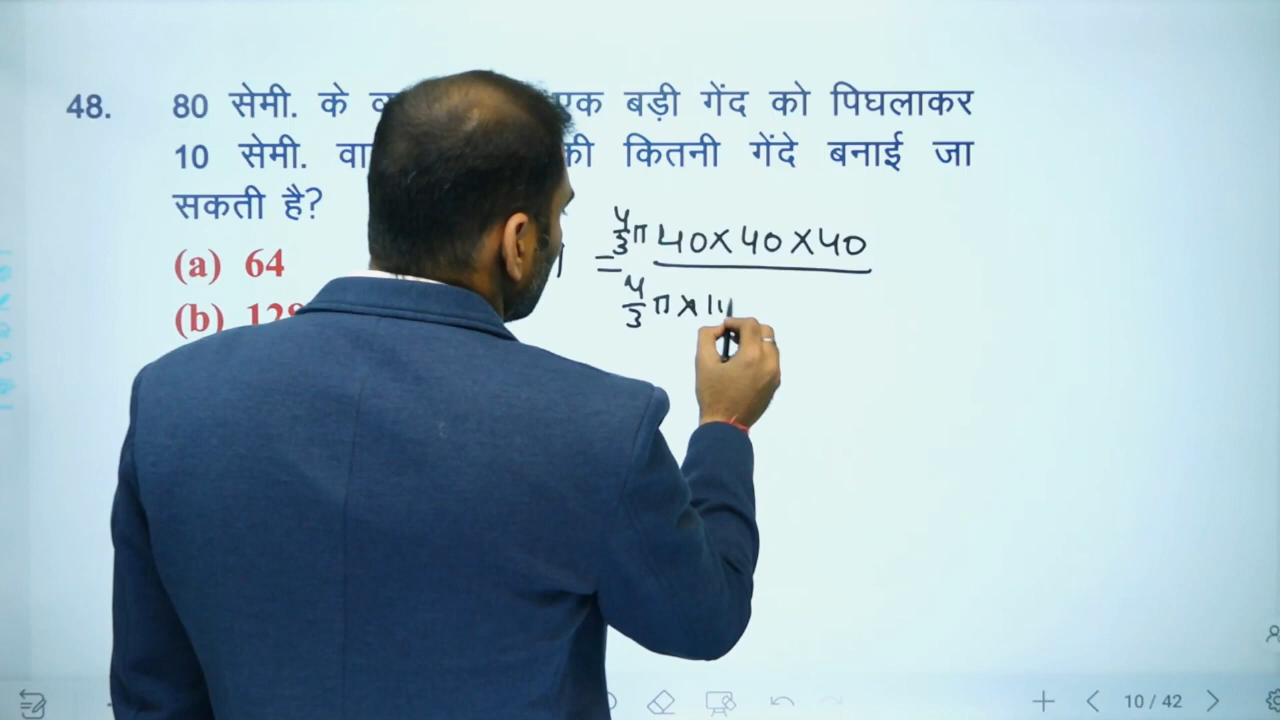 48. 80 सेमी. के एक बड़ी गेंद को पिघलाकर
10 सेमी. की कितनी गेंदे बनाई जा
सकती है?
(a) 64
(b) 128
= 4/3 π 40×40×40
4/3 π ×
10 / 42